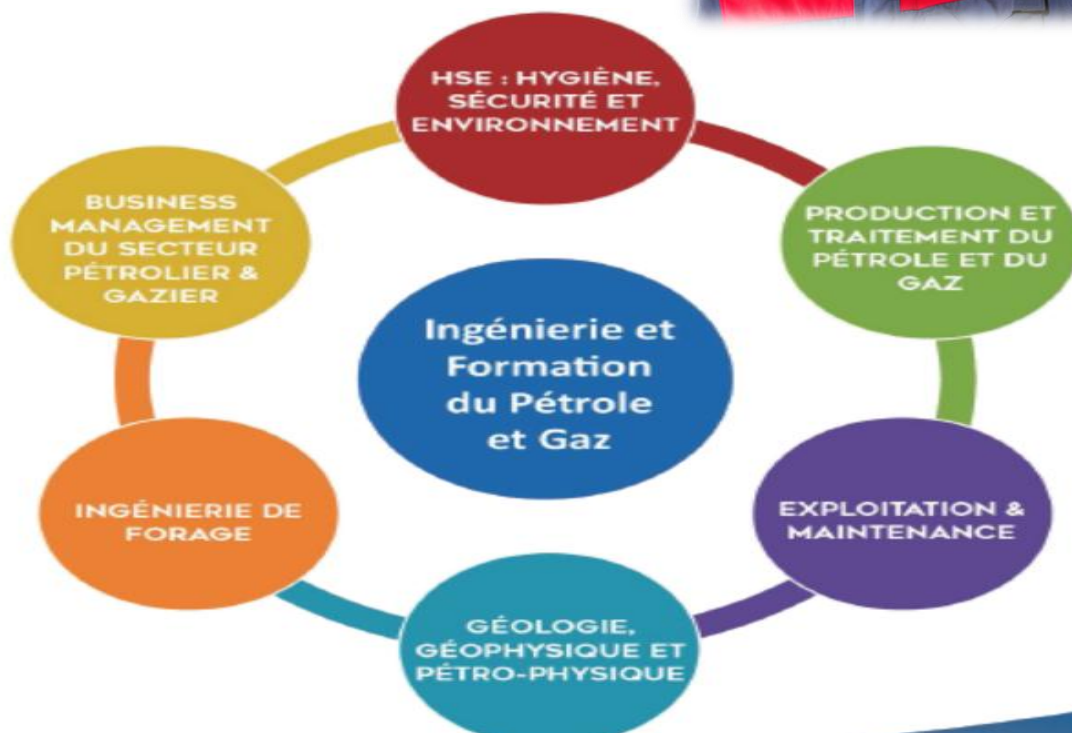 HSE : HYGIÈNE,
SÉCURITÉ ET
ENVIRONNEMENT
PRODUCTION ET
TRAITEMENT DU
PÉTROLE ET DU
GAZ
EXPLOITATION &
MAINTENANCE
GÉOLOGIE,
GÉOPHYSIQUE ET
PÉTRO-PHYSIQUE
INGÉNIERIE DE
FORAGE
BUSINESS
MANAGEMENT
DU SECTEUR
PÉTROLIER &
GAZIER
Ingénierie et
Formation
du Pétrole
et Gaz